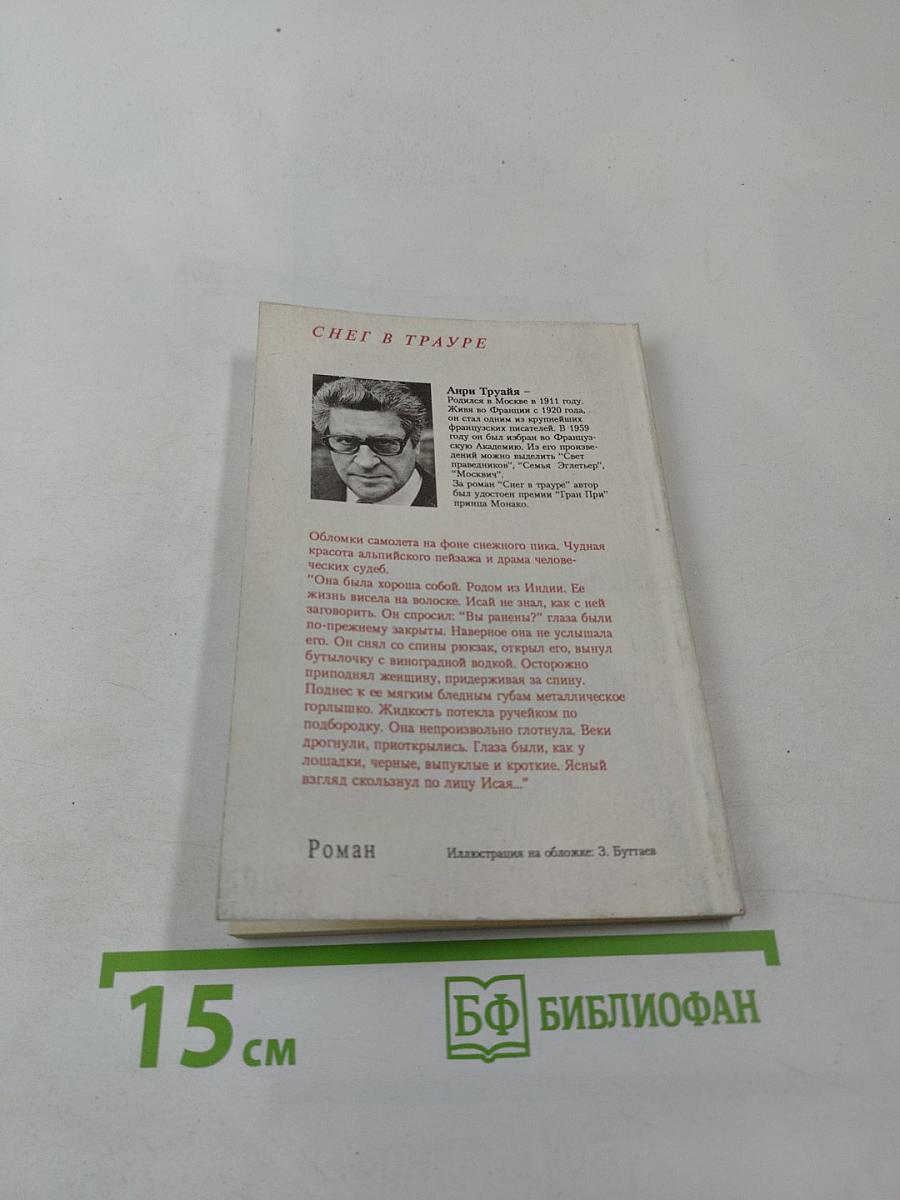 СНЕГ В ТРАУРЕ
Анри Труайя –
Родился в Москве в 1911 году.
Живя во Франции с 1920 года,
он стал одним из крупнейших
французских писателей. В 1959
году он был избран во Француз-
скую Академию. Из его произве-
дений можно выделить "Свет
праведников", "Семья Эглетьер",
"Москвич".
За роман "Снег в трауре" автор
был удостоен премии "Гран При"
принца Монако.
Обломки самолета на фоне снежного пика. Чудная
красота альпийского пейзажа и драма челове-
ческих судеб.
"Она была хороша собой. Родом из Индии. Ее
жизнь висела на волоске. Исай не знал, как с ней
заговорить. Он спросил: "Вы ранены?" глаза были
по-прежнему закрыты. Наверное она не услышала
его. Он снял со спины рюкзак, открыл его, вынул
бутылочку с виноградной водкой. Осторожно
приподнял женщину, придерживая за спину.
Поднес к ее мягким бледным губам металлическое
горлышко. Жидкость потекла ручейком по
подбородку. Она непроизвольно глотнула. Веки
дрогнули, приоткрылись. Глаза были, как у
лошадки, черные, выпуклые и кроткие. Ясный
взгляд скользнул по лицу Исая..."
Роман
Иллюстрация на обложке: З. Буттаев
15 см
БФ БИБЛИОФАН